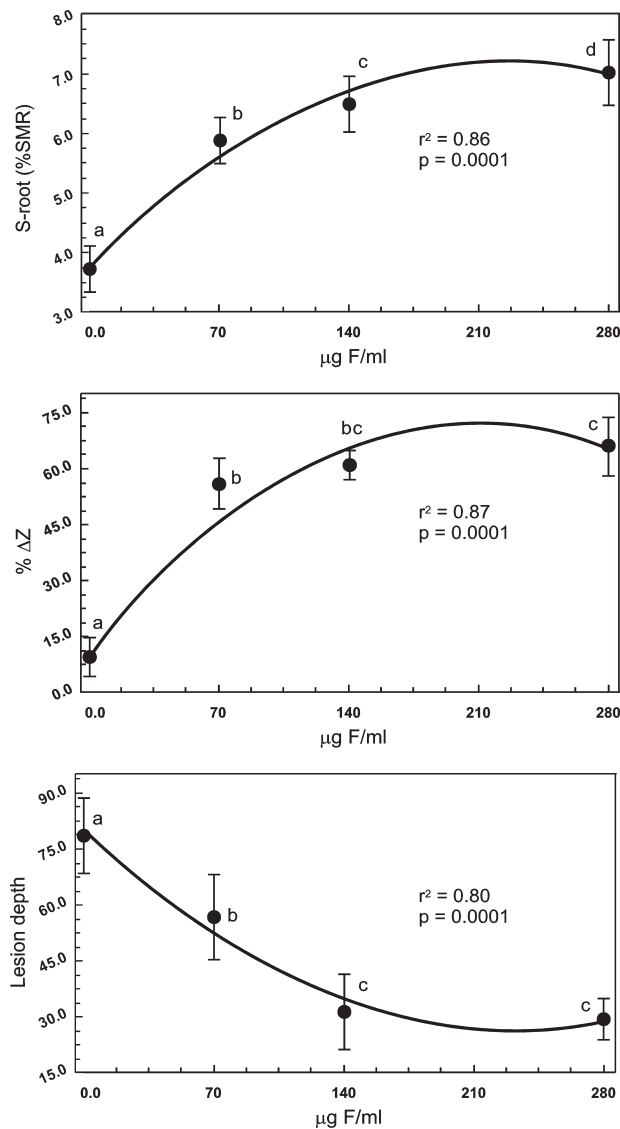 8.0
7.0
6.0
5.0
4.0
3.0
S-root (%SMR)
a
b
c
d
r² = 0.86
p = 0.0001
0.0 70 140 210 280
μg F/ml
75.0
60.0
45.0
30.0
15.0
0.0
% ΔZ
a
b
bc
c
r² = 0.87
p = 0.0001
0.0 70 140 210 280
μg F/ml
90.0
75.0
60.0
45.0
30.0
15.0
Lesion depth
a
b
c
c
r² = 0.80
p = 0.0001
0.0 70 140 210 280
μg F/ml